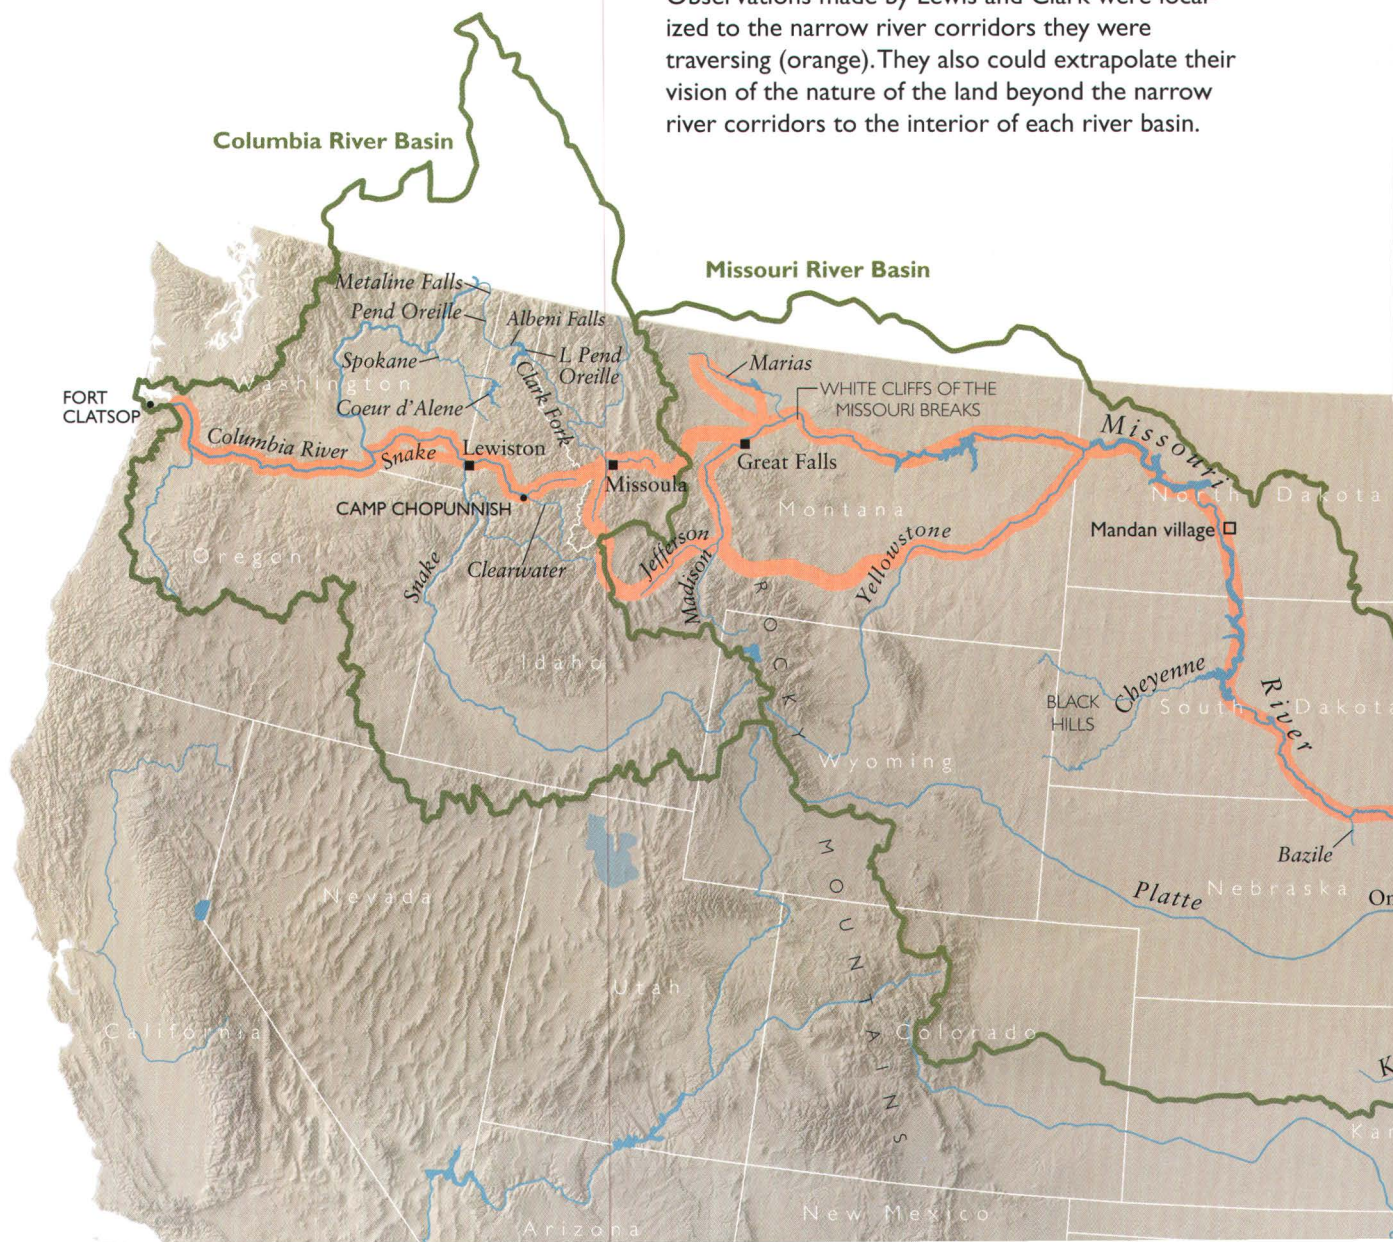 ized to the narrow river corridors they were
traversing (orange). They also could extrapolate their
vision of the nature of the land beyond the narrow
river corridors to the interior of each river basin.
Columbia River Basin
Missouri River Basin
Metaline Falls
Pend Oreille
Albeni Falls
Spokane
L Pend
Oreille
Marias
Washington
Coeur d'Alene
Clark Fork
WHITE CLIFFS OF THE
MISSOURI BREAKS
FORT
CLATSOP
Columbia River
Snake
Lewiston
Great Falls
Missouri
River
Missoula
CAMP CHOPUNNISH
Montana
North Dakota
Mandan village
Oregon
Snake
Clearwater
Jefferson
Madison
Yellowstone
ROCKY
MOUNTAINS
Idaho
Cheyenne
BLACK
HILLS
South Dakota
Wyoming
Bazile
Nevada
Platte
Nebraska
Utah
California
Colorado
Arizona
New Mexico